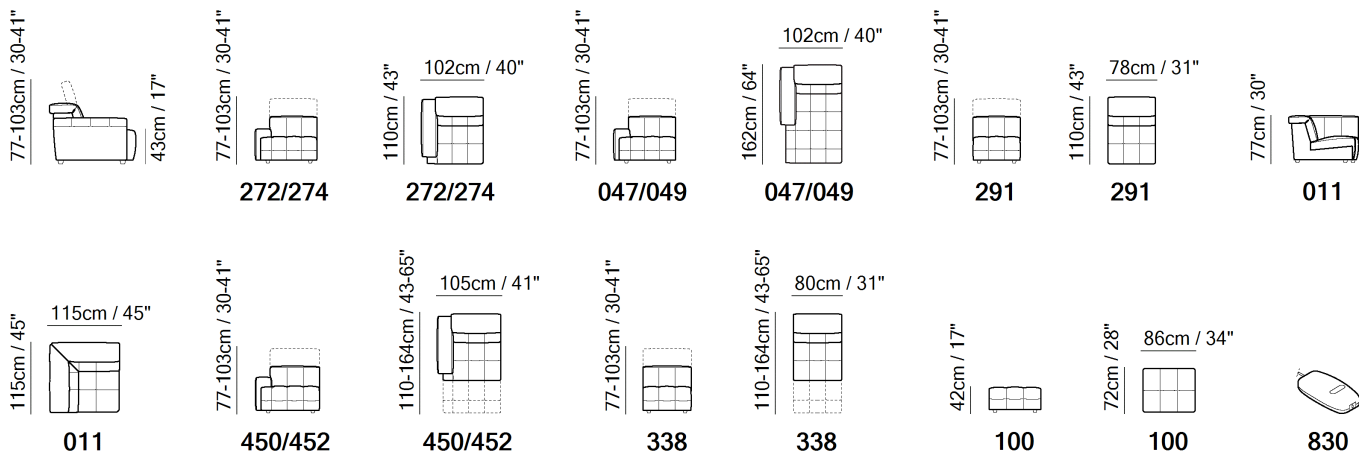 77-103cm / 30-41"
43cm / 17"
77-103cm / 30-41"
272/274
102cm / 40"
110cm / 43"
272/274
77-103cm / 30-41"
047/049
102cm / 40"
162cm / 64"
047/049
77-103cm / 30-41"
291
78cm / 31"
110cm / 43"
291
77cm / 30"
011
115cm / 45"
115cm / 45"
011
77-103cm / 30-41"
450/452
105cm / 41"
110-164cm / 43-65"
450/452
77-103cm / 30-41"
338
80cm / 31"
110-164cm / 43-65"
338
42cm / 17"
100
86cm / 34"
72cm / 28"
100
830